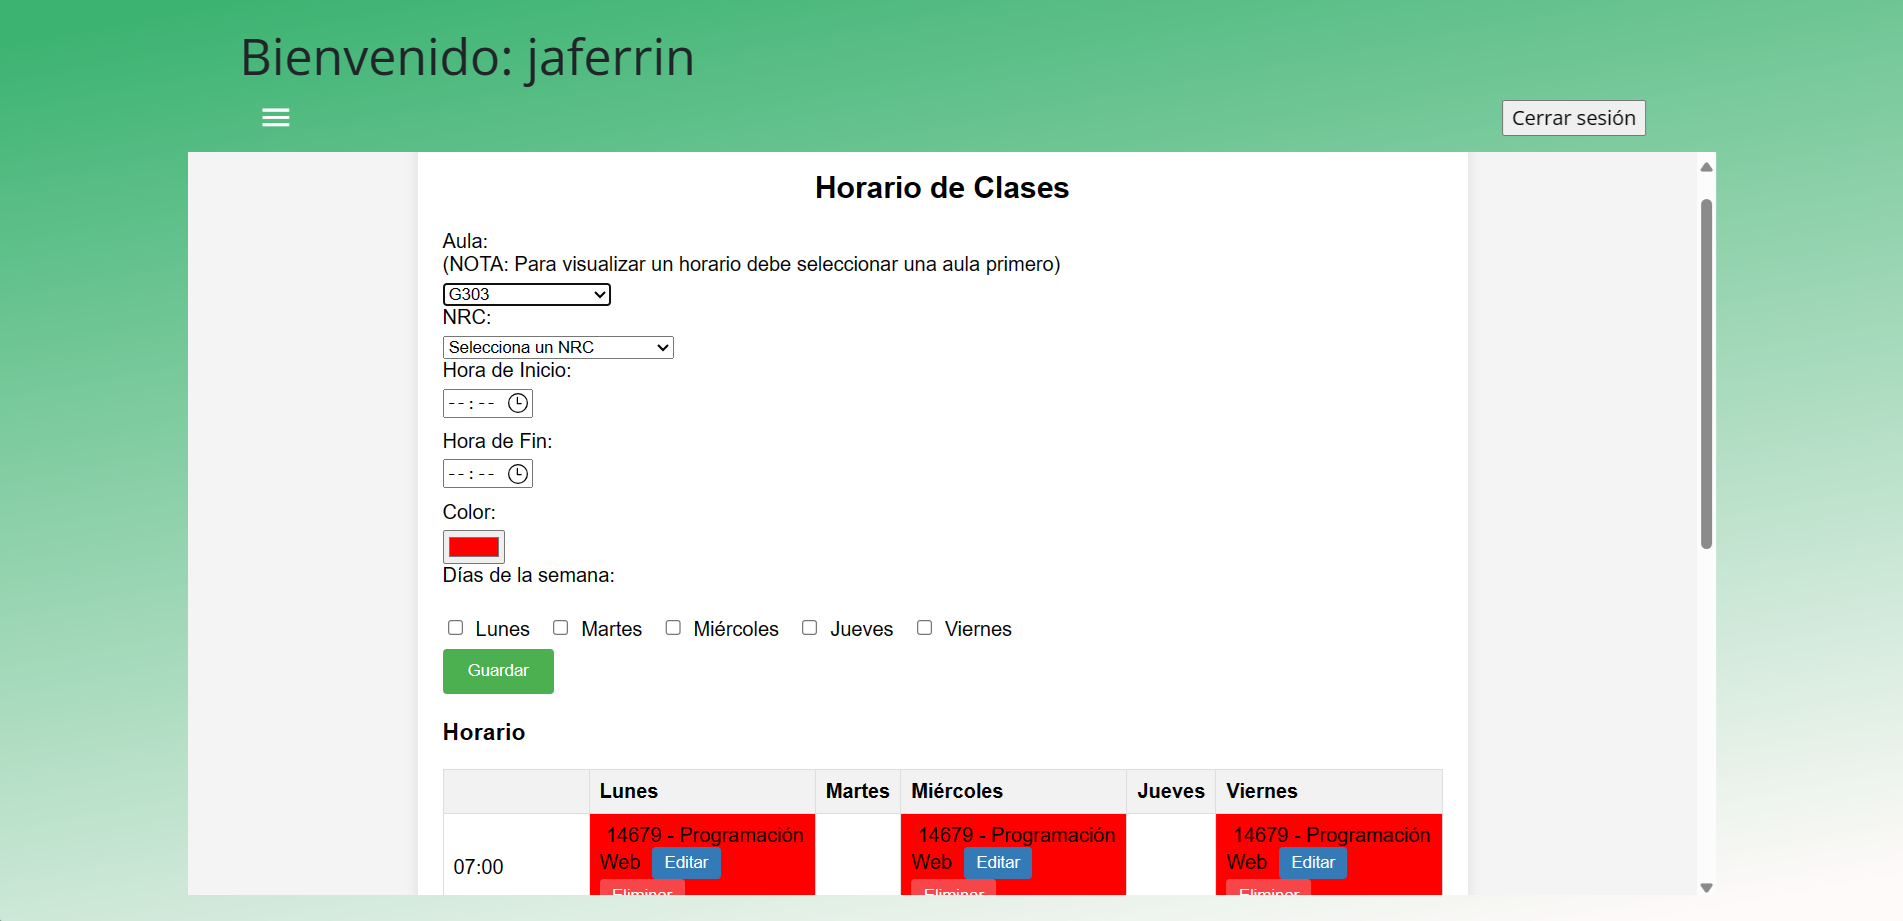 Bienvenido: jaferrin
Cerrar sesión
Horario de Clases
Aula:
(NOTA: Para visualizar un horario debe seleccionar una aula primero)
G303
NRC:
Selecciona un NRC
Hora de Inicio:
--:--
Hora de Fin:
--:--
Color:
Días de la semana:
Lunes Martes Miércoles Jueves Viernes
Guardar
Horario
Lunes Martes Miércoles Jueves Viernes
14679 - Programación 14679 - Programación 14679 - Programación
07:00 Web Editar Web Editar Web Editar
Eliminar Eliminar Eliminar